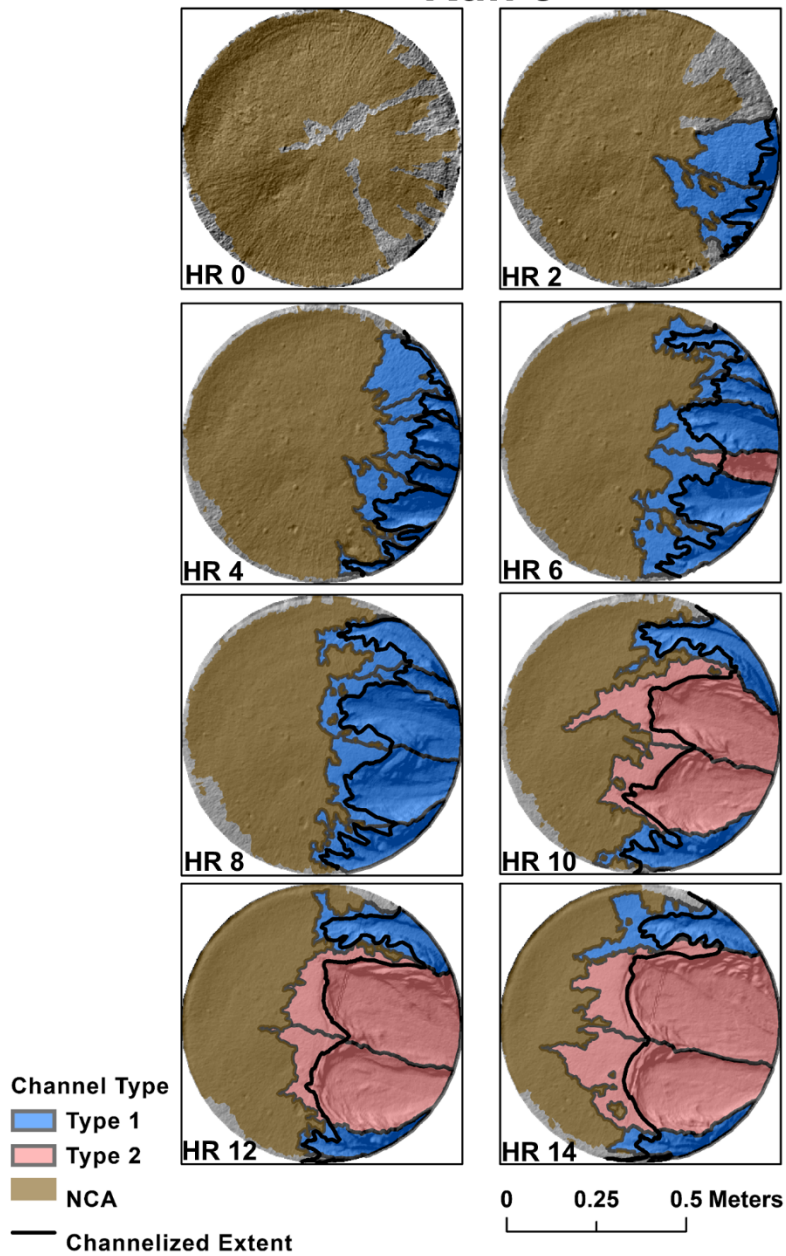 HR 0
HR 2
HR 4
HR 6
HR 8
HR 10
HR 12
HR 14
Channel Type
Type 1
Type 2
NCA
Channelized Extent
0 0.25 0.5 Meters